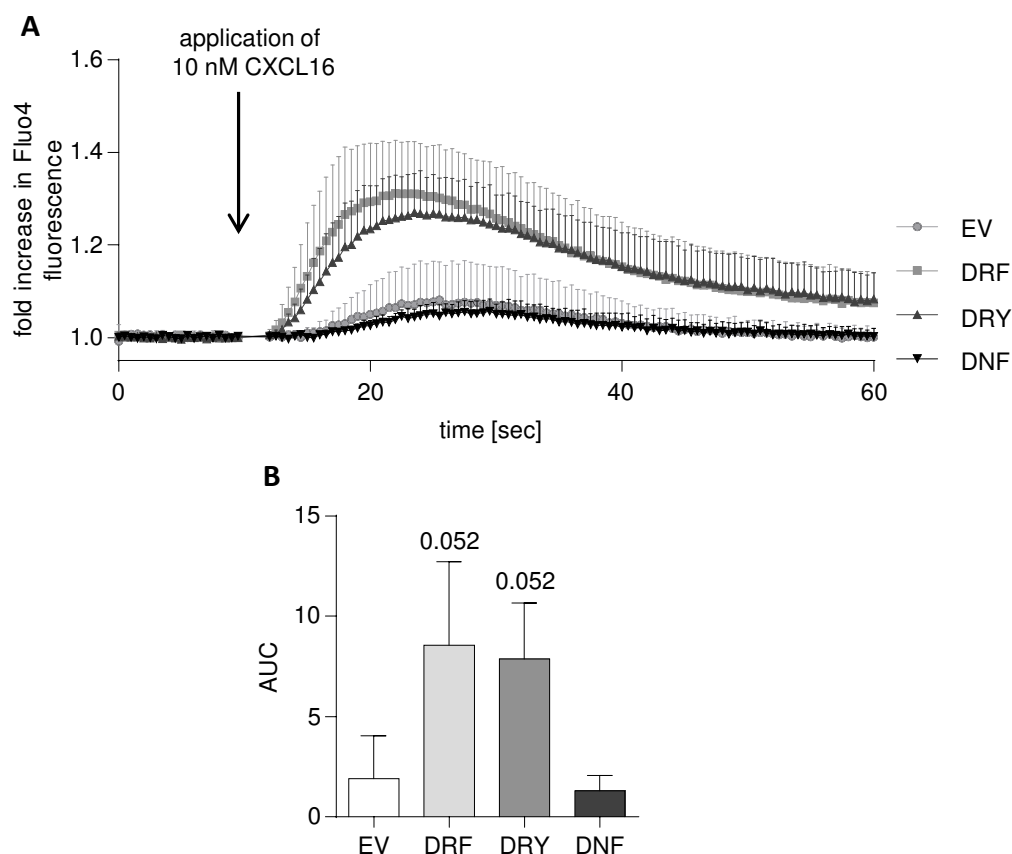 A
application of
10 nM CXCL16
fold increase in Fluo4
fluorescence
1.6
1.4
1.2
1.0
0
20
40
60
time [sec]
EV
DRF
DRY
DNF
B
AUC
15
10
5
0
0.052
0.052
EV
DRF
DRY
DNF